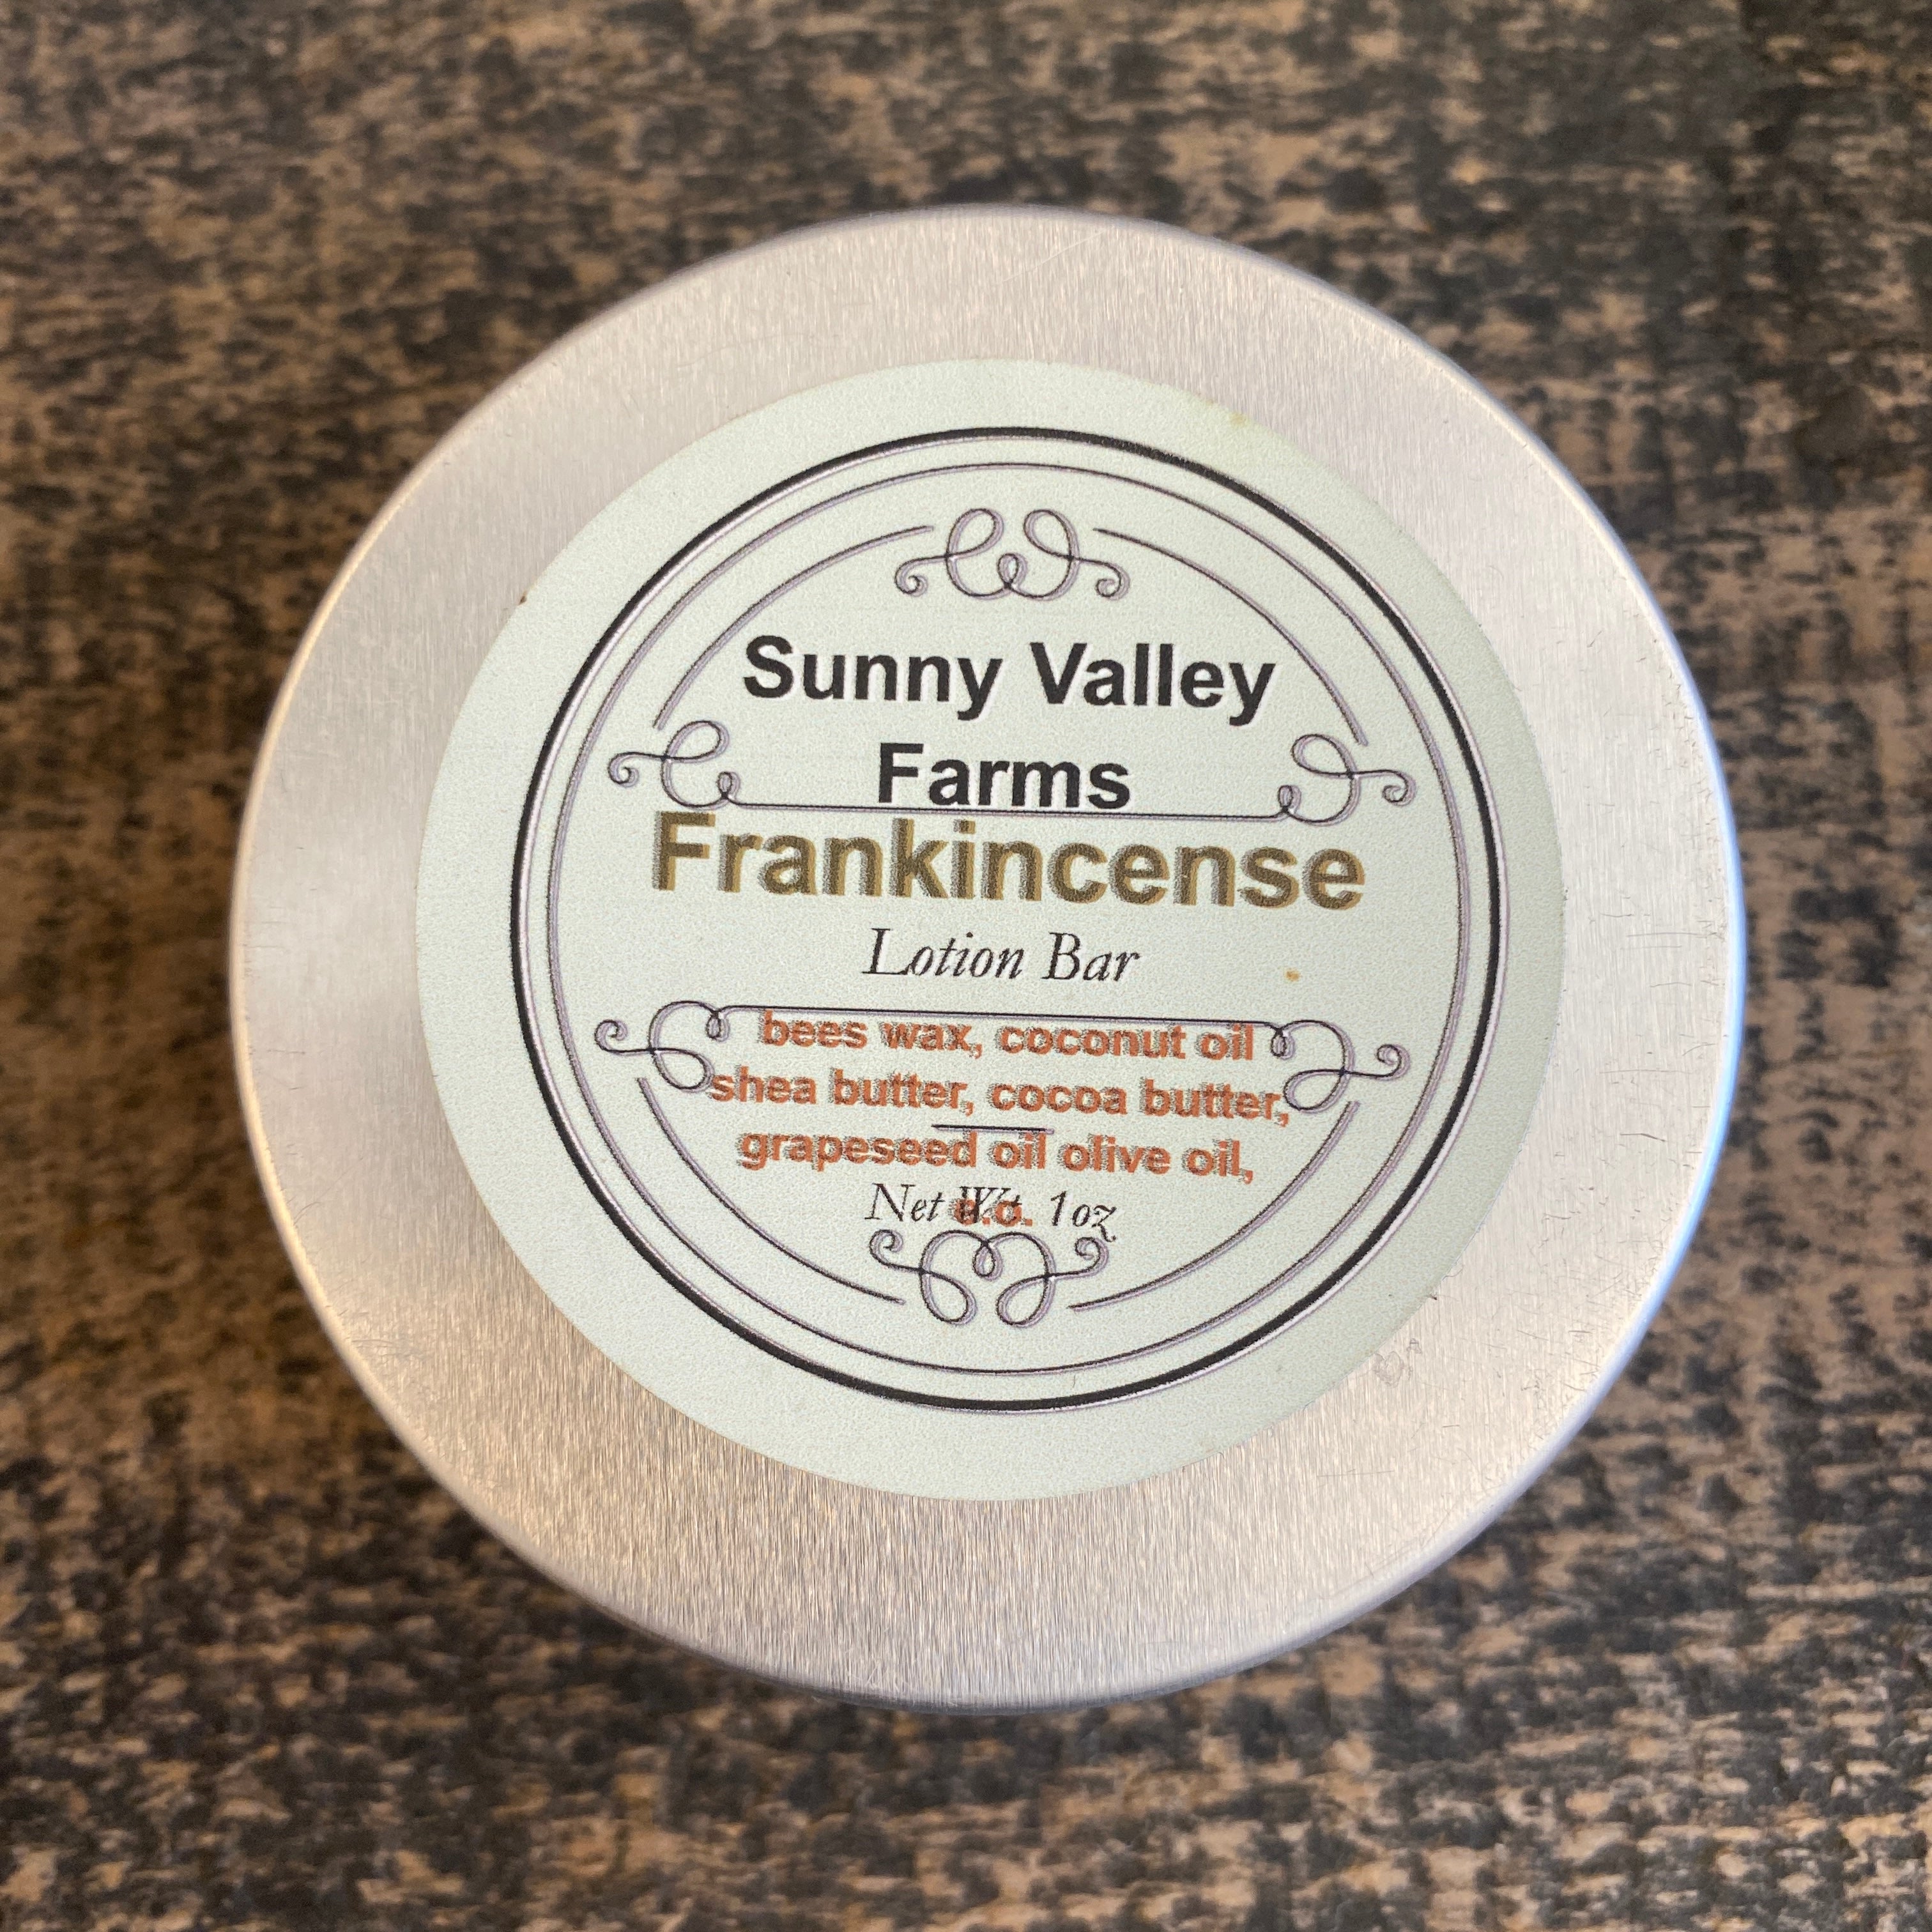 Sunny Valley
Farms
Frankincense
Lotion Bar
bees wax, coconut oil
shea butter, cocoa butter,
grapeseed oil olive oil,
Net Wt. 1oz